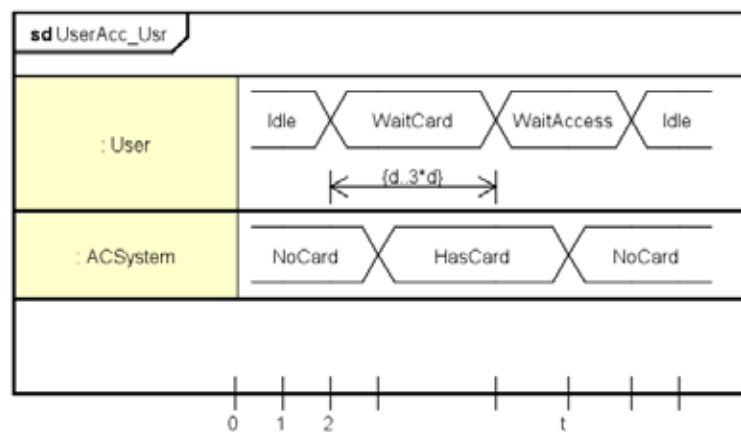 sd UserAcc_Usr
: User
Idle
WaitCard
WaitAccess
Idle
{d..3*d}
: ACSystem
NoCard
HasCard
NoCard
0
1
2
t